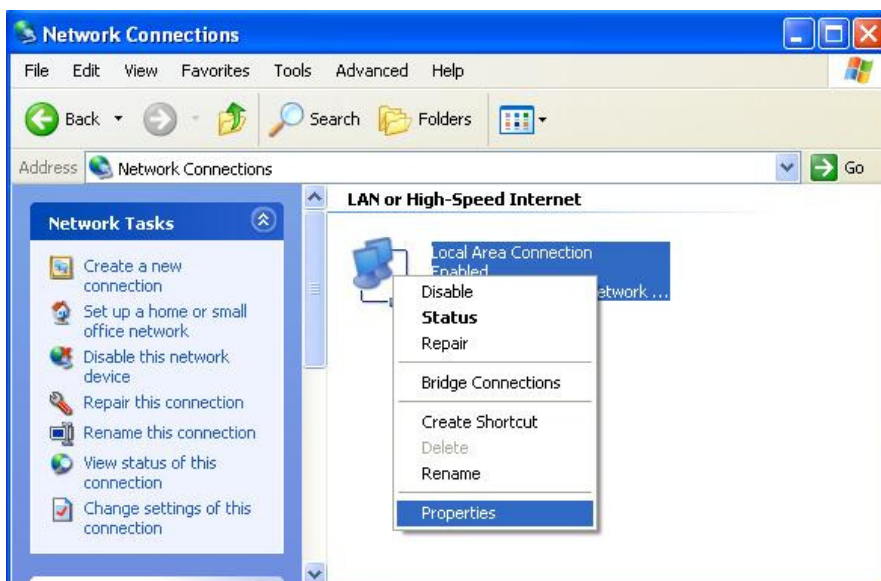 Network Connections
File Edit View Favorites Tools Advanced Help
Back Search Folders
Address Network Connections Go
Network Tasks
Create a new
connection
Set up a home or small
office network
Disable this network
device
Repair this connection
Rename this connection
View status of this
connection
Change settings of this
connection
LAN or High-Speed Internet
Local Area Connection
Enabled
etwork ...
Disable
Status
Repair
Bridge Connections
Create Shortcut
Delete
Rename
Properties